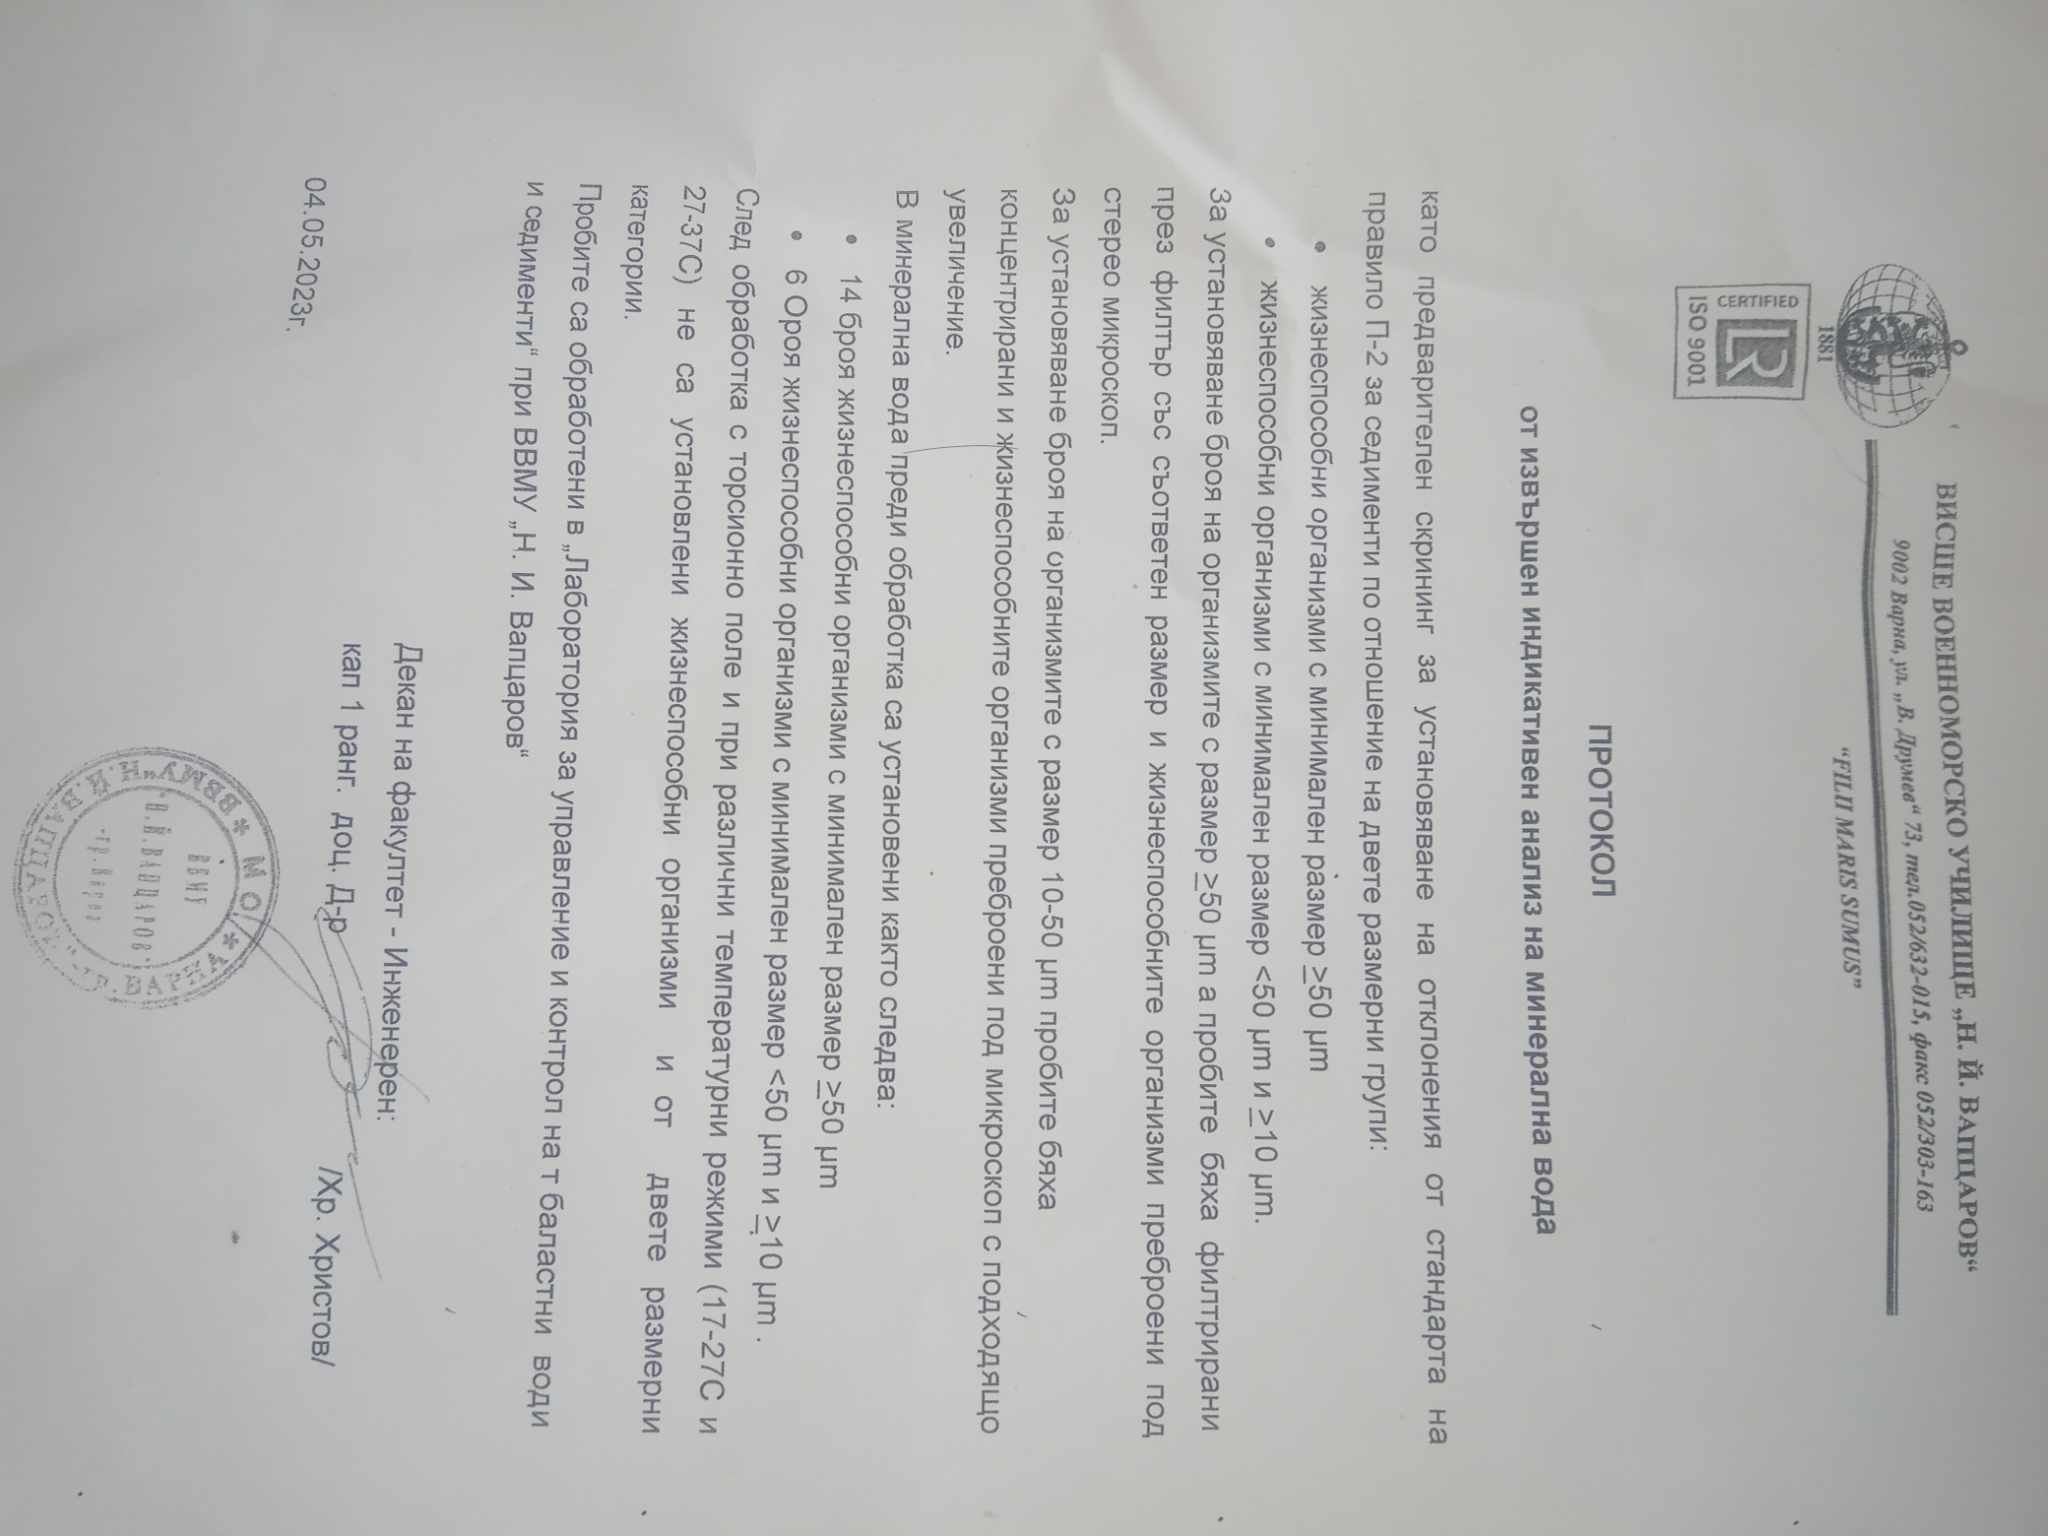 ВИСШЕ ВОЕННОМОРСКО УЧИЛИЩЕ „Н. Й. ВАПЦАРОВ“
9002 Варна, ул. „В. Друмев“ 73, тел.052/632-015, факс 052/303-163
“FILII MARIS SUMUS”
1881
CERTIFIED
LR
ISO 9001
ПРОТОКОЛ
от извършен индикативен анализ на минерална вода
като предварителен скрининг за установяване на отклонения от стандарта на
правило П-2 за седименти по отношение на двете размерни групи:
• жизнеспособни организми с минимален размер ≥50 µm
• жизнеспособни организми с минимален размер <50 µm и ≥10 µm.
За установяване броя на организмите с размер ≥50 µm а пробите бяха филтрирани
през филтър със съответен размер и жизнеспособните организми преброени под
стерео микроскоп.
За установяване броя на организмите с размер 10-50 µm пробите бяха
концентрирани и жизнеспособните организми преброени под микроскоп с подходящо
увеличение.
В минерална вода преди обработка са установени както следва:
• 14 броя жизнеспособни организми с минимален размер ≥50 µm
• 6 Ороя жизнеспособни организми с минимален размер <50 µm и ≥10 µm .
След обработка с торсионно поле и при различни температурни режими (17-27С и
27-37С) не са установлени жизнеспособни организми и от двете размерни
категории.
Пробите са обработени в „Лаборатория за управление и контрол на т баластни води
и седименти“ при ВВМУ „Н. И. Вапцаров“
Декан на факултет - Инженерен:
кап 1 ранг. доц. Д-р /Хр. Христов/
04.05.2023г.
* МО * ВВМУ „Н.Й.ВАПЦАРОВ“-ГР.ВАРНА
ВВМУ
"Н.Й.ВАПЦАРОВ"
-гр.Варна